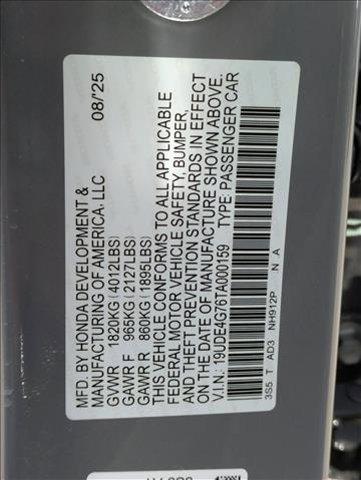 MFD. BY HONDA DEVELOPMENT & 08/25
MANUFACTURING OF AMERICA, LLC
GVWR 1820KG(4012LBS)
GAWR F 965KG(2127LBS)
GAWR R 860KG(1895LBS)
THIS VEHICLE CONFORMS TO ALL APPLICABLE
FEDERAL MOTOR VEHICLE SAFETY, BUMPER,
AND THEFT PREVENTION STANDARDS IN EFFECT
ON THE DATE OF MANUFACTURE SHOWN ABOVE.
V.I.N: 19UDE4G76TA000159 TYPE: PASSENGER CAR
3S5 T AD3 NH912P N A